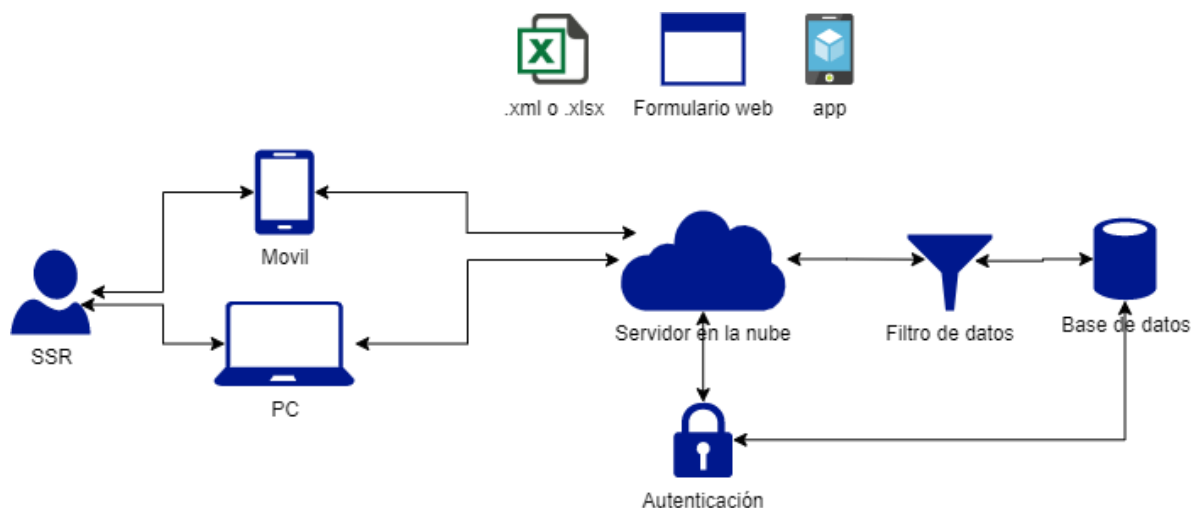 .xml o .xlsx
Formulario web
app
Movil
SSR
PC
Servidor en la nube
Filtro de datos
Base de datos
Autenticación